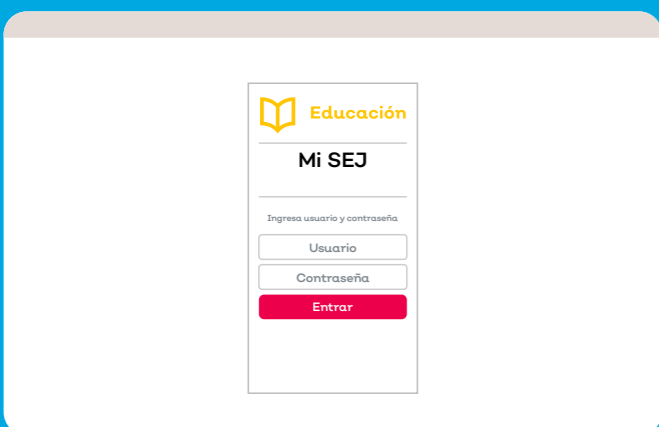 Educación
Mi SEJ
Ingresa usuario y contraseña
Usuario
Contraseña
Entrar